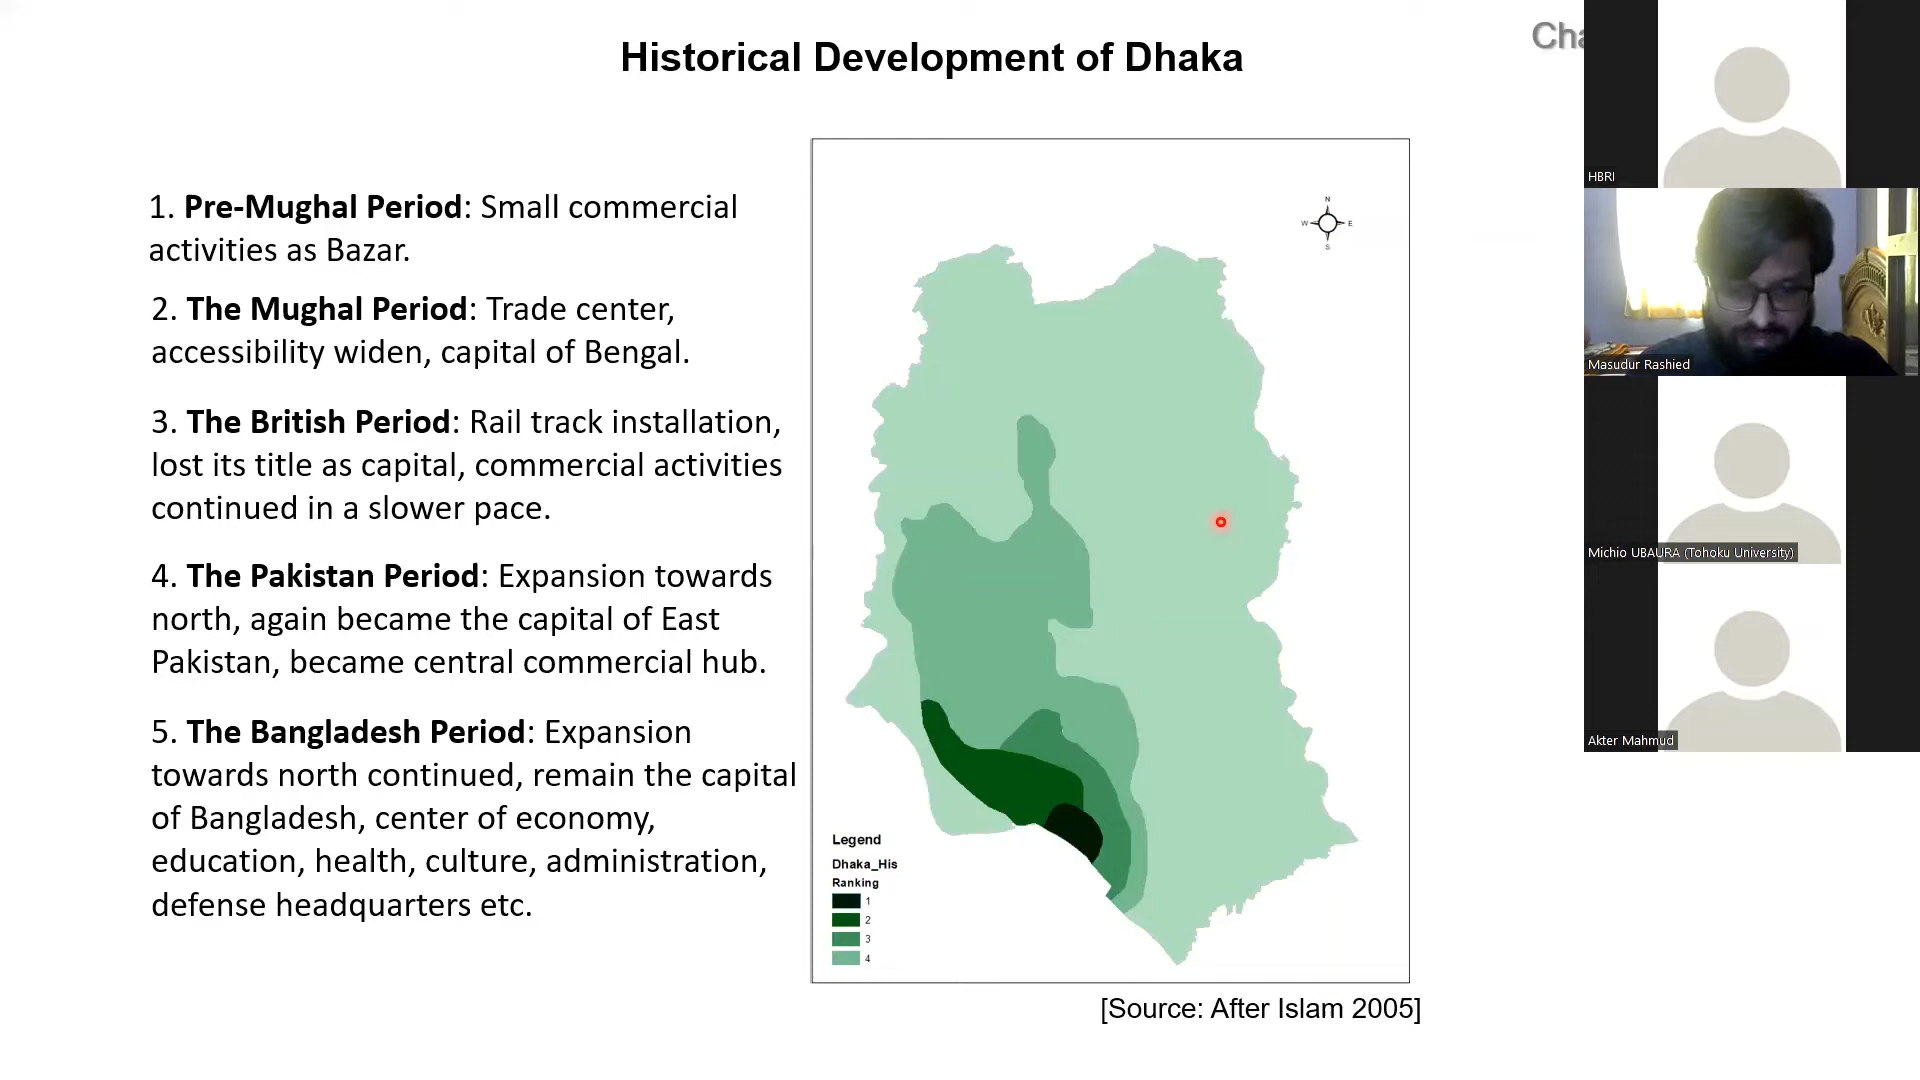 Historical Development of Dhaka
Cha
1. Pre-Mughal Period: Small commercial
activities as Bazar.
2. The Mughal Period: Trade center,
accessibility widen, capital of Bengal.
3. The British Period: Rail track installation,
lost its title as capital, commercial activities
continued in a slower pace.
4. The Pakistan Period: Expansion towards
north, again became the capital of East
Pakistan, became central commercial hub.
5. The Bangladesh Period: Expansion
towards north continued, remain the capital
of Bangladesh, center of economy,
education, health, culture, administration,
defense headquarters etc.
N
W E
S
Legend
Dhaka_His
Ranking
1
2
3
4
[Source: After Islam 2005]
HBRI
Masudur Rashied
Michio UBAURA (Tohoku University)
Akter Mahmud